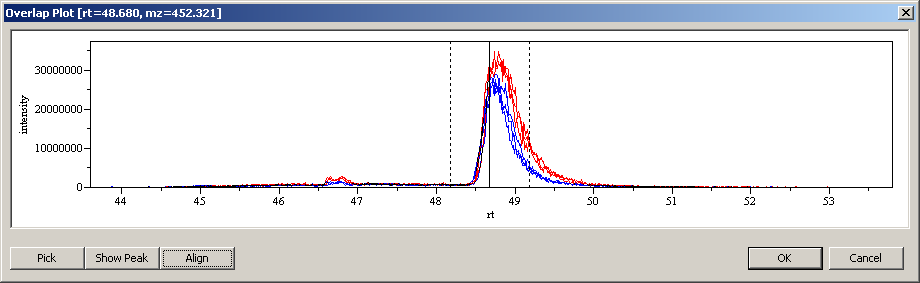 Overlap Plot [rt=48.680, mz=452.321]
intensity
30000000
20000000
10000000
0
44 45 46 47 48 49 50 51 52 53
rt
Pick Show Peak Align OK Cancel